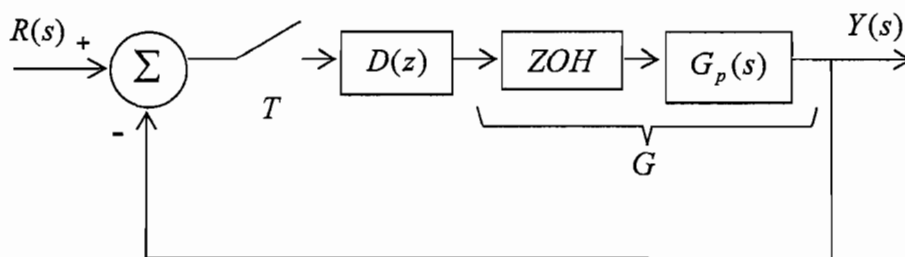 R(s)
+
Σ
-
T
D(z)
ZOH
G_p(s)
Y(s)
G